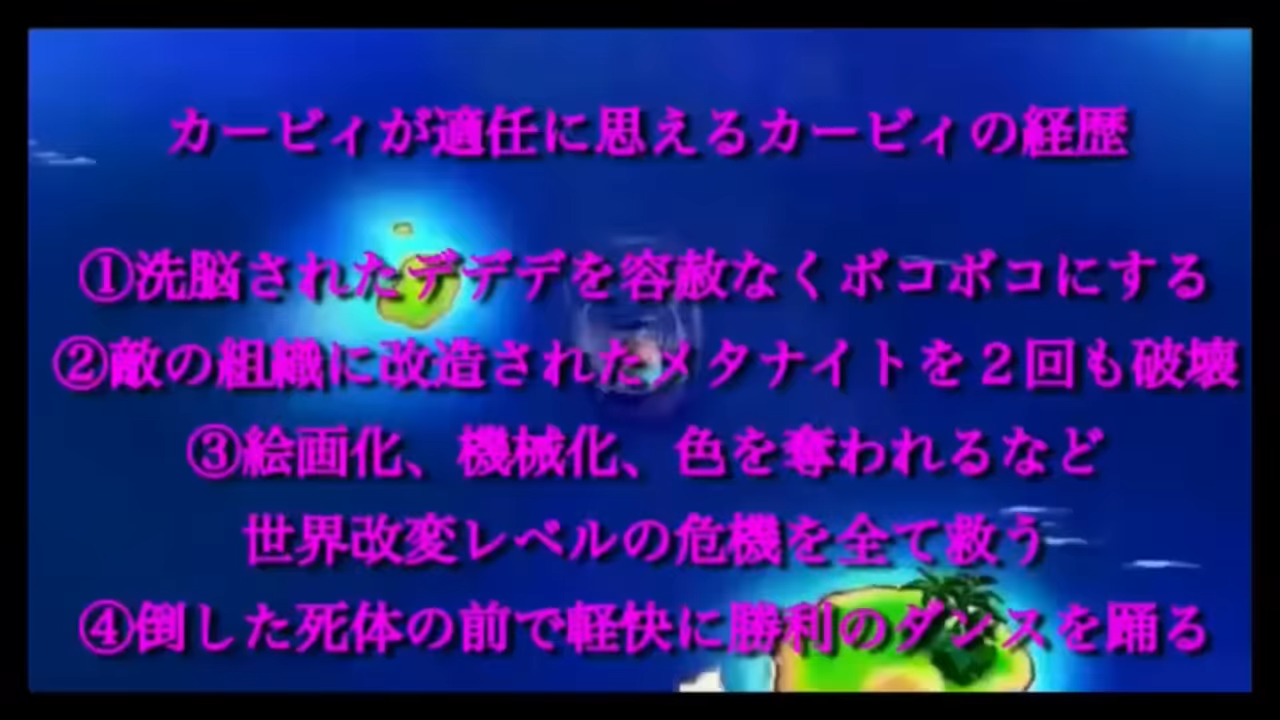 カービィが適任に思えるカービィの経歴
①洗脳されたデデデを容赦なくボコボコにする
②敵の組織に改造されたメタナイトを２回も破壊
③絵画化、機械化、色を奪われるなど
世界改変レベルの危機を全て救う
④倒した死体の前で軽快に勝利のダンスを踊る